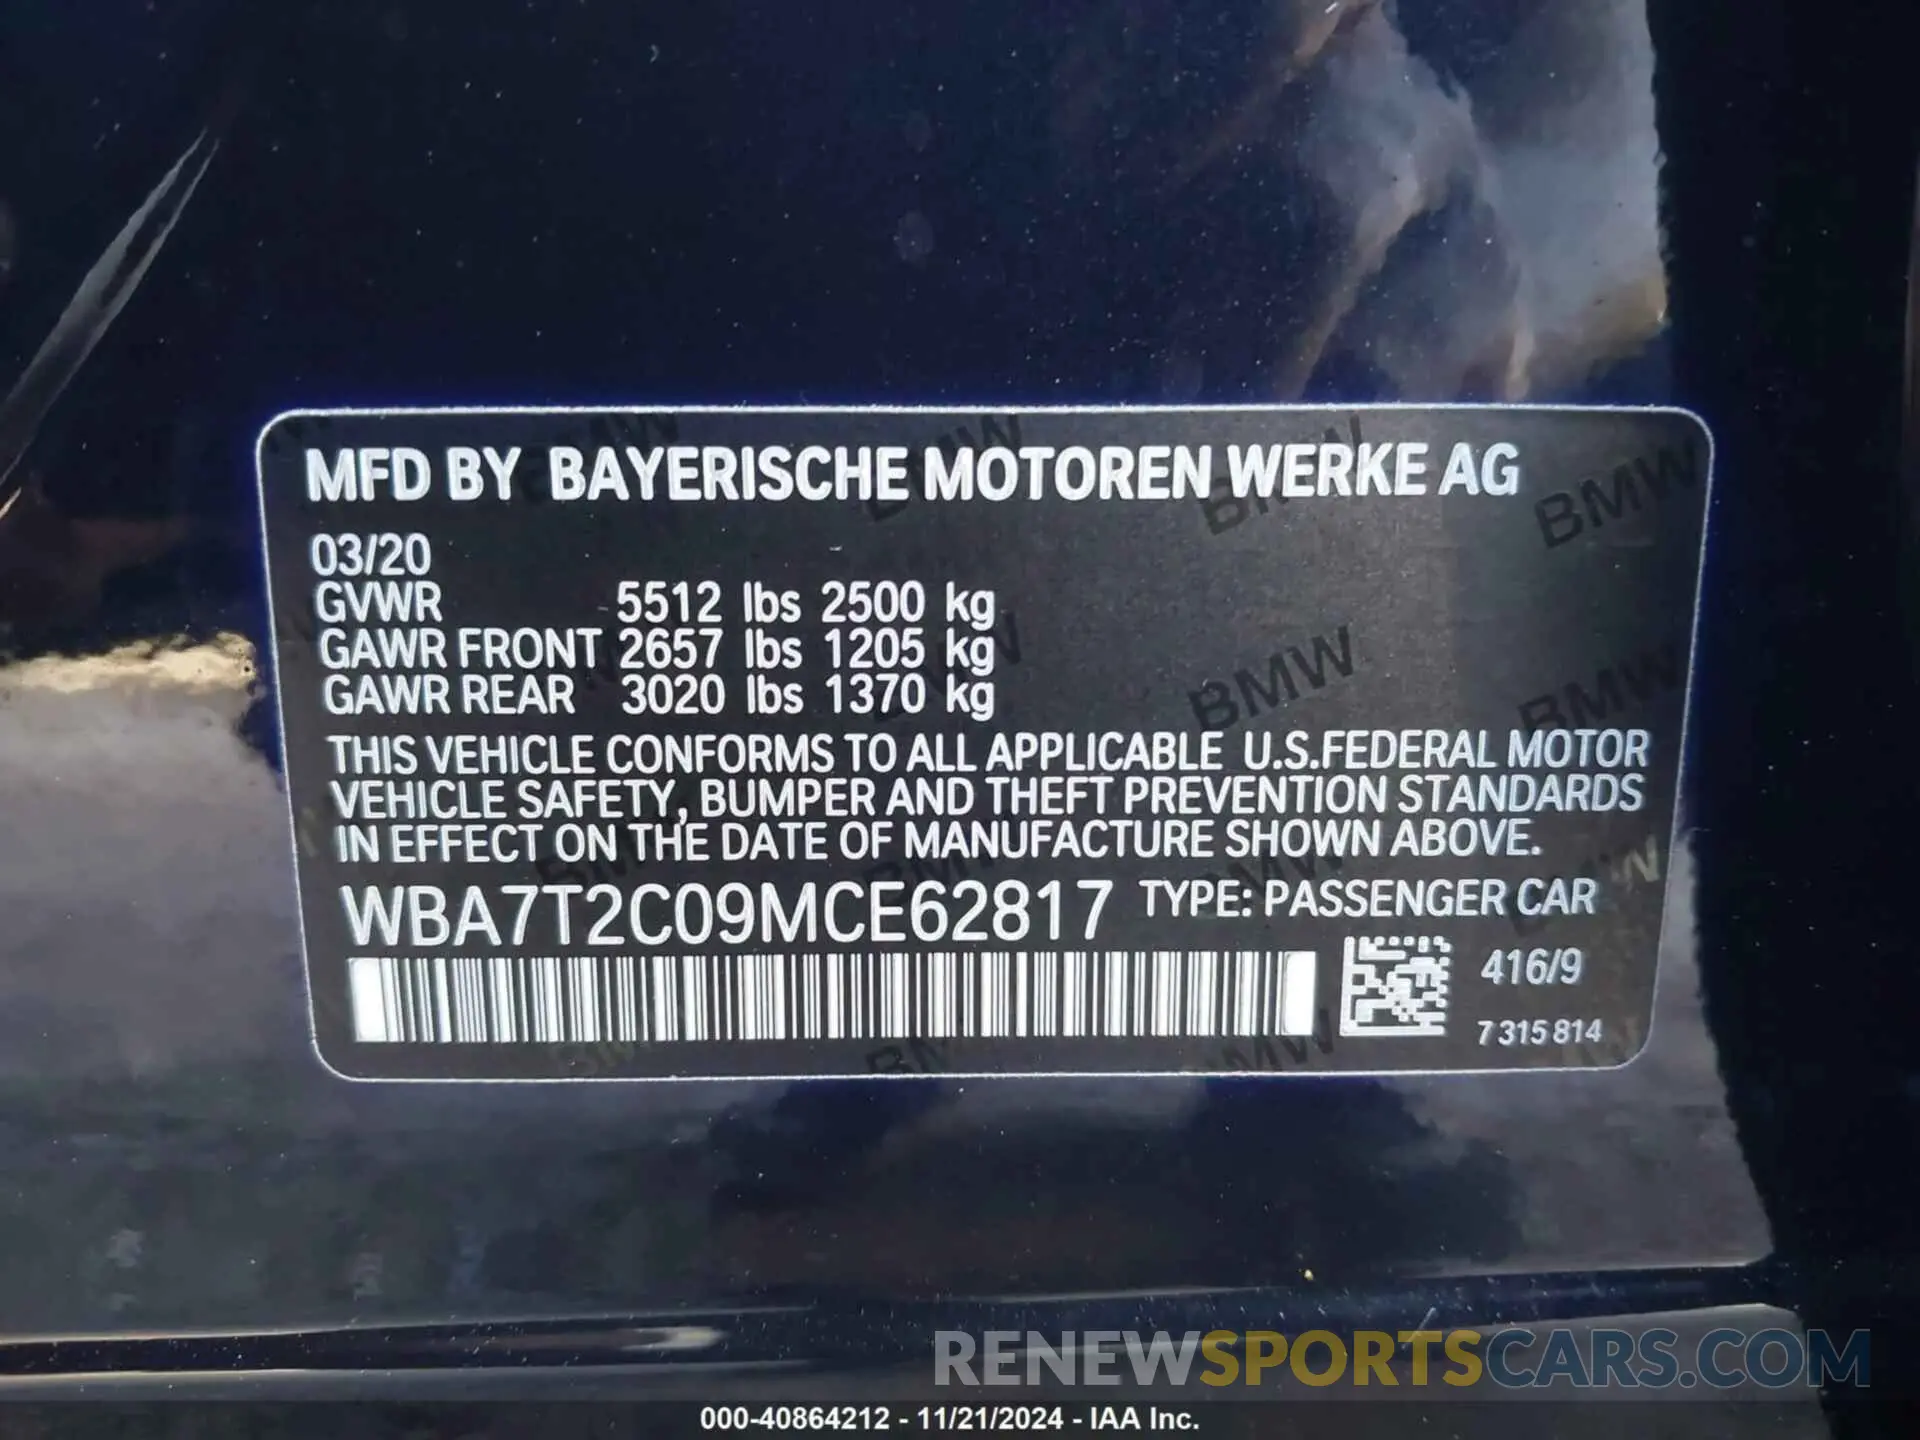 MFD BY BAYERISCHE MOTOREN WERKE AG
03/20
GVWR 5512 lbs 2500 kg
GAWR FRONT 2657 lbs 1205 kg
GAWR REAR 3020 lbs 1370 kg
THIS VEHICLE CONFORMS TO ALL APPLICABLE U.S.FEDERAL MOTOR
VEHICLE SAFETY, BUMPER AND THEFT PREVENTION STANDARDS
IN EFFECT ON THE DATE OF MANUFACTURE SHOWN ABOVE.
WBA7T2C09MCE62817 TYPE: PASSENGER CAR
416/9
7 315 814
RENEWSPORTSCARS.COM
000-40864212 - 11/21/2024 - IAA Inc.